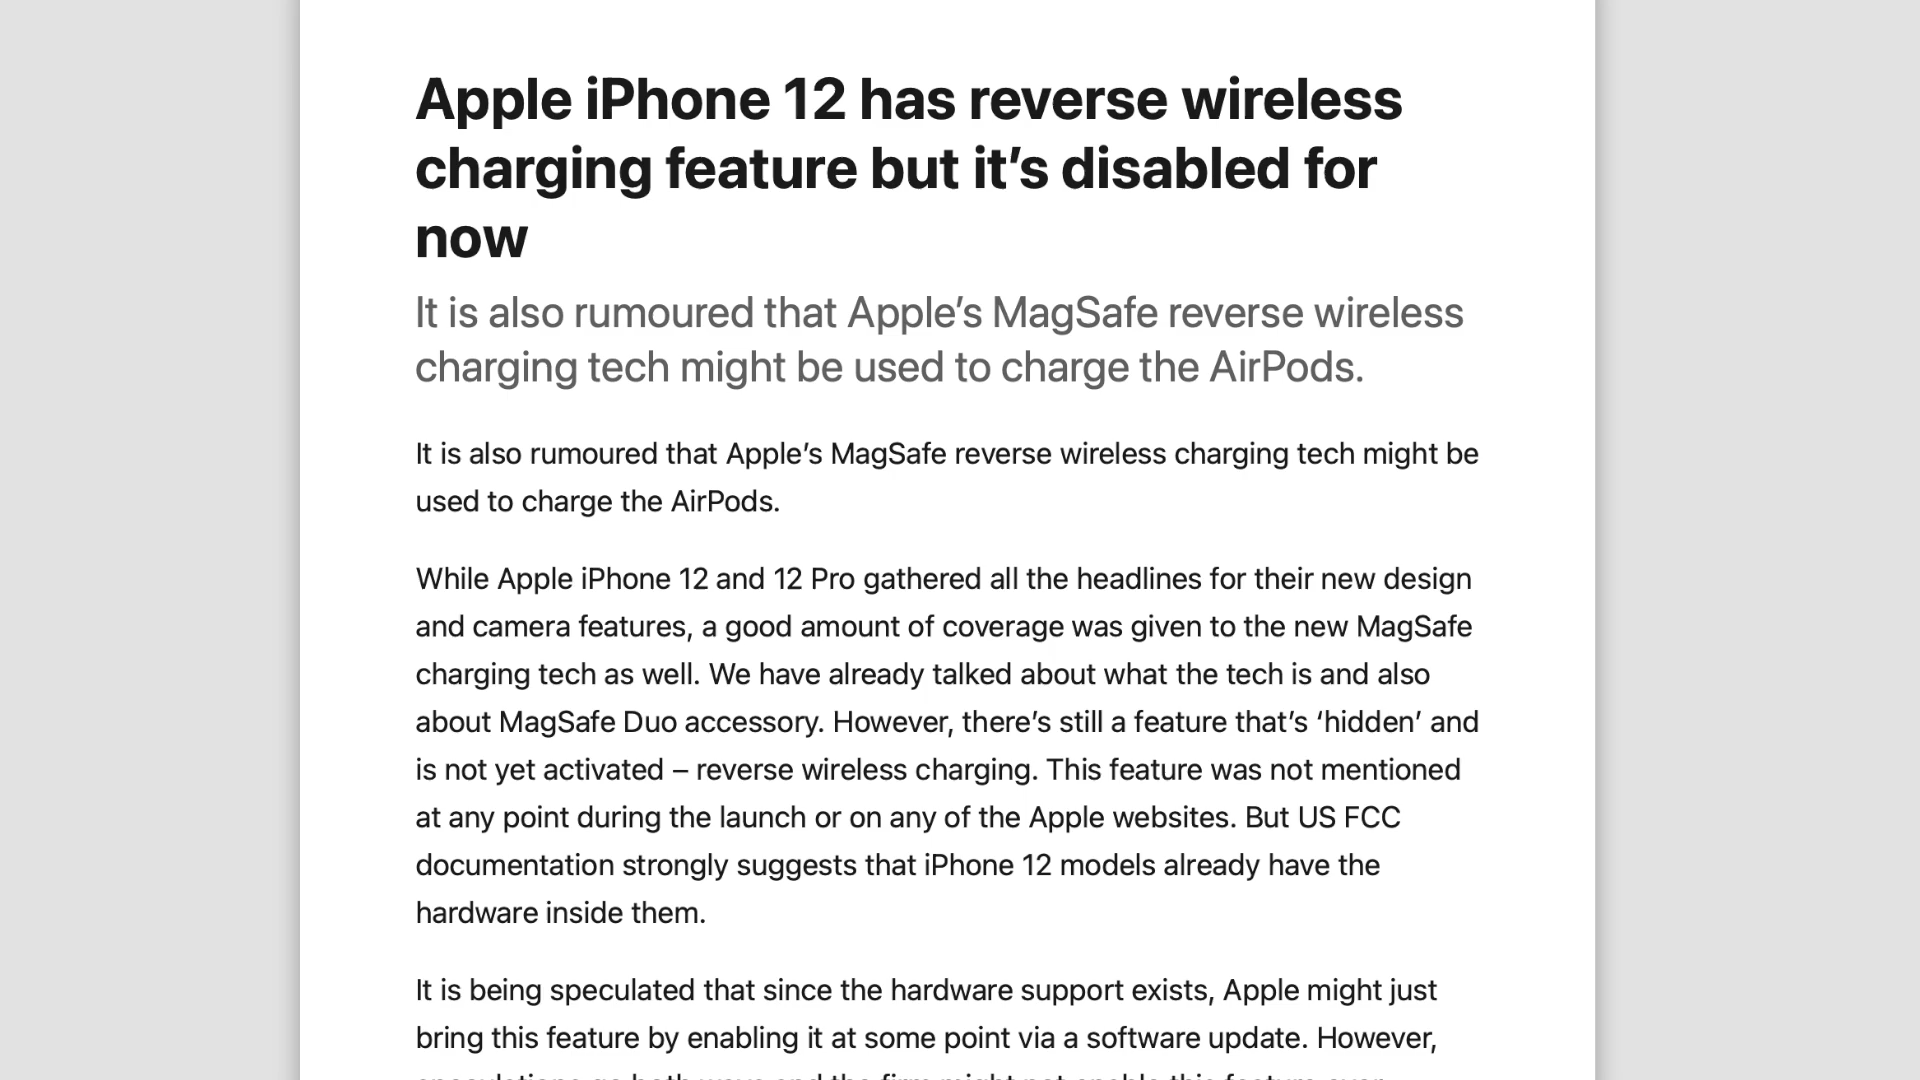 Apple iPhone 12 has reverse wireless
charging feature but it’s disabled for
now
It is also rumoured that Apple’s MagSafe reverse wireless
charging tech might be used to charge the AirPods.
It is also rumoured that Apple’s MagSafe reverse wireless charging tech might be
used to charge the AirPods.
While Apple iPhone 12 and 12 Pro gathered all the headlines for their new design
and camera features, a good amount of coverage was given to the new MagSafe
charging tech as well. We have already talked about what the tech is and also
about MagSafe Duo accessory. However, there’s still a feature that’s ‘hidden’ and
is not yet activated – reverse wireless charging. This feature was not mentioned
at any point during the launch or on any of the Apple websites. But US FCC
documentation strongly suggests that iPhone 12 models already have the
hardware inside them.
It is being speculated that since the hardware support exists, Apple might just
bring this feature by enabling it at some point via a software update. However,